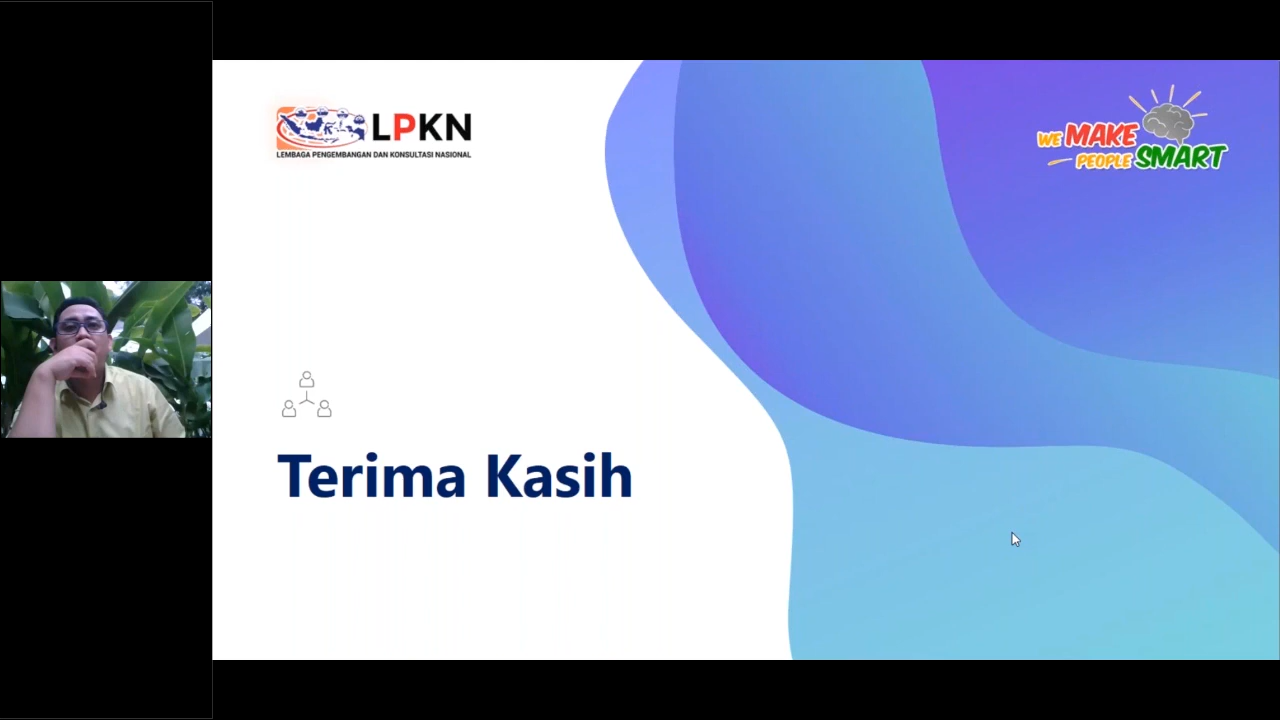 LPKN
LEMBAGA PENGEMBANGAN DAN KONSULTASI NASIONAL
WE MAKE
PEOPLE SMART
Terima Kasih